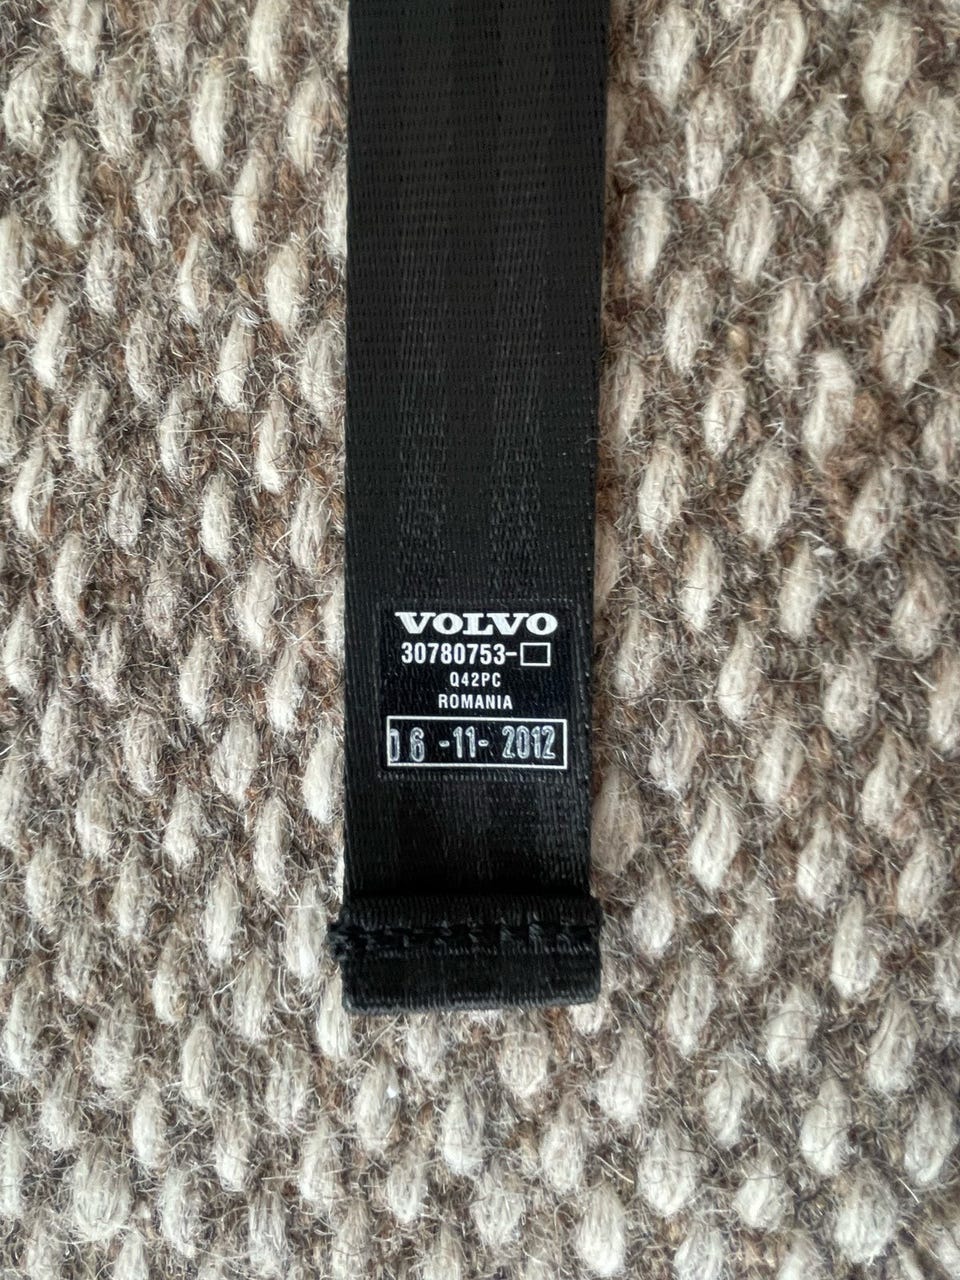 VOLVO
30780753-
Q42PC
ROMANIA
06 -11- 2012